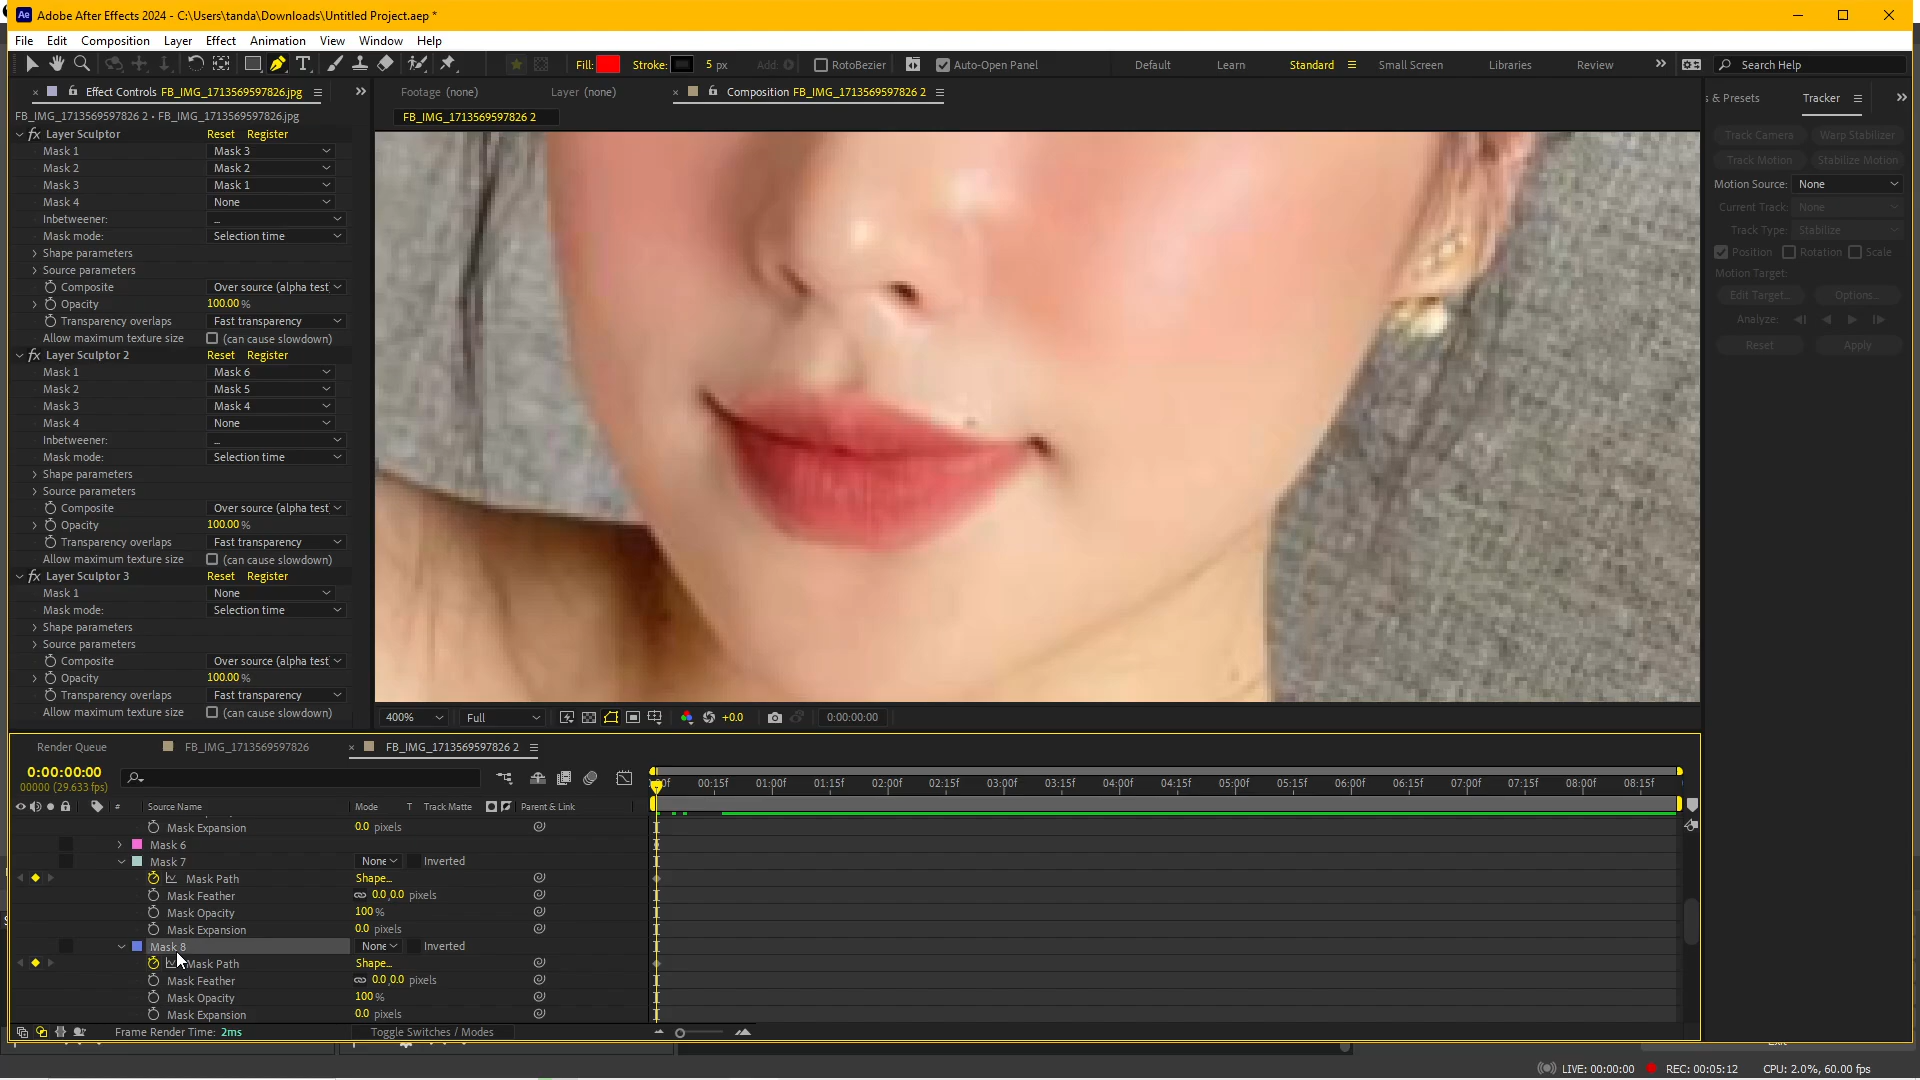 Adobe After Effects 2024 - C:\Users\tanda\Downloads\Untitled Project.aep *
File Edit Composition Layer Effect Animation View Window Help
Fill: Stroke: 5 px Add: RotoBezier Auto-Open Panel Default Learn Standard Small Screen Libraries Review Search Help
Effect Controls FB_IMG_1713569597826.jpg
Footage (none) Layer (none) Composition FB_IMG_1713569597826 2
s & Presets Tracker
FB_IMG_1713569597826 2 • FB_IMG_1713569597826.jpg
FB_IMG_1713569597826 2
Layer Sculptor Reset Register
Mask 1 Mask 3
Mask 2 Mask 2
Mask 3 Mask 1
Mask 4 None
Inbetweener: ...
Mask mode: Selection time
Shape parameters
Source parameters
Composite Over source (alpha test
Opacity 100.00 %
Transparency overlaps Fast transparency
Allow maximum texture size (can cause slowdown)
Layer Sculptor 2 Reset Register
Mask 1 Mask 6
Mask 2 Mask 5
Mask 3 Mask 4
Mask 4 None
Inbetweener: ...
Mask mode: Selection time
Shape parameters
Source parameters
Composite Over source (alpha test
Opacity 100.00 %
Transparency overlaps Fast transparency
Allow maximum texture size (can cause slowdown)
Layer Sculptor 3 Reset Register
Mask 1 None
Mask mode: Selection time
Shape parameters
Source parameters
Composite Over source (alpha test
Opacity 100.00 %
Transparency overlaps Fast transparency
Allow maximum texture size (can cause slowdown)
Track Camera Warp Stabilizer
Track Motion Stabilize Motion
Motion Source: None
Current Track: None
Track Type: Stabilize
Position Rotation Scale
Motion Target:
Edit Target... Options...
Analyze:
Reset Apply
400% Full +0.0 0:00:00:00
Render Queue FB_IMG_1713569597826 FB_IMG_1713569597826 2
0:00:00:00
00000 (29.633 fps)
00f 00:15f 01:00f 01:15f 02:00f 02:15f 03:00f 03:15f 04:00f 04:15f 05:00f 05:15f 06:00f 06:15f 07:00f 07:15f 08:00f 08:15f
# Source Name Mode T Track Matte Parent & Link
Mask Expansion 0.0 pixels
Mask 6
Mask 7 None Inverted
Mask Path Shape...
Mask Feather 0.0,0.0 pixels
Mask Opacity 100 %
Mask Expansion 0.0 pixels
Mask 8 None Inverted
Mask Path Shape...
Mask Feather 0.0,0.0 pixels
Mask Opacity 100 %
Mask Expansion 0.0 pixels
Frame Render Time: 2ms Toggle Switches / Modes
LIVE: 00:00:00 REC: 00:05:12 CPU: 2.0%, 60.00 fps